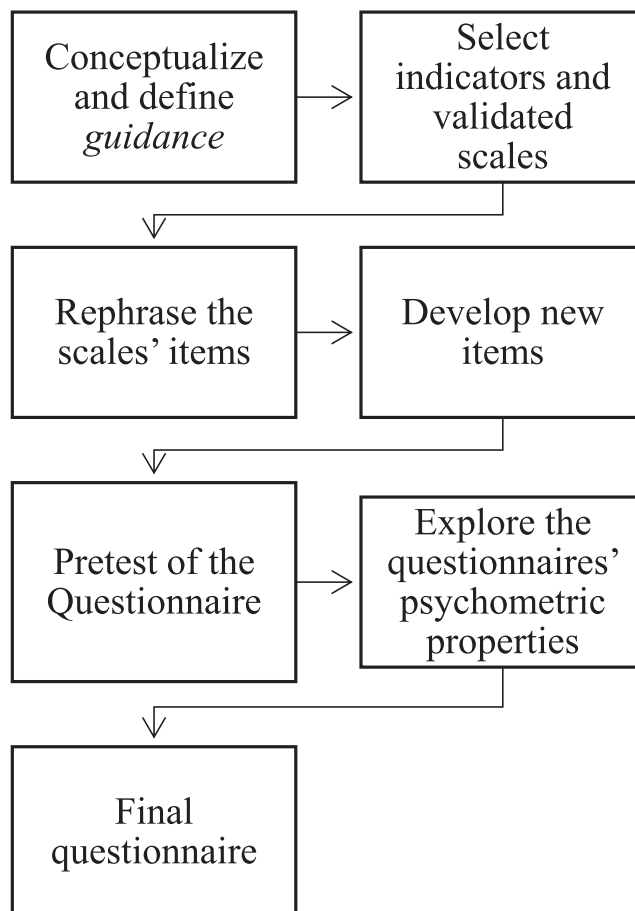 Conceptualize
and define
guidance
Select
indicators and
validated
scales
Rephrase the
scales’ items
Develop new
items
Pretest of the
Questionnaire
Explore the
questionnaires’
psychometric
properties
Final
questionnaire